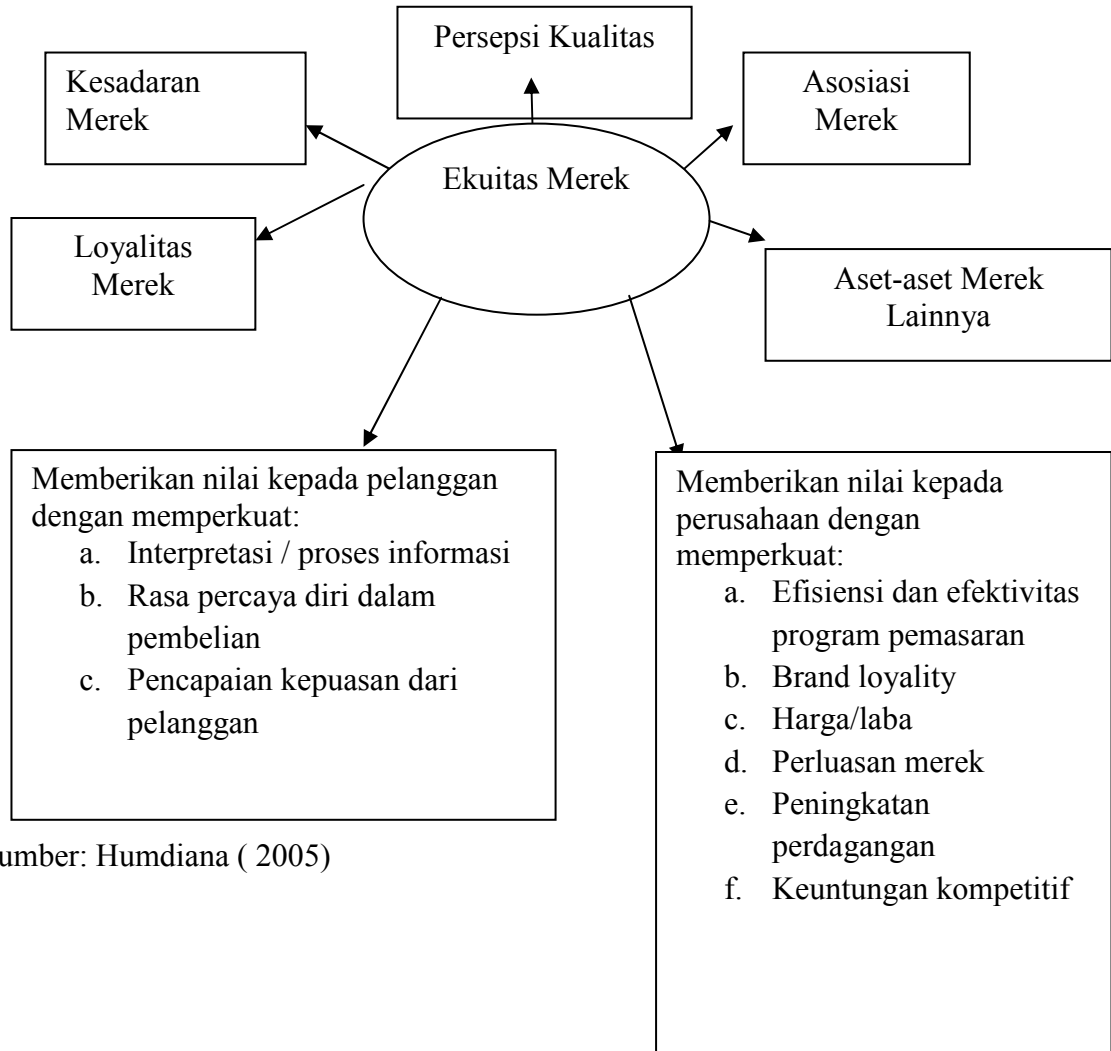 Persepsi Kualitas
Kesadaran
Merek
Asosiasi
Merek
Ekuitas Merek
Loyalitas
Merek
Aset-aset Merek
Lainnya
Memberikan nilai kepada pelanggan
dengan memperkuat:
a. Interpretasi / proses informasi
b. Rasa percaya diri dalam
pembelian
c. Pencapaian kepuasan dari
pelanggan
Memberikan nilai kepada
perusahaan dengan
memperkuat:
a. Efisiensi dan efektivitas
program pemasaran
b. Brand loyality
c. Harga/laba
d. Perluasan merek
e. Peningkatan
perdagangan
f. Keuntungan kompetitif
umber: Humdiana ( 2005)